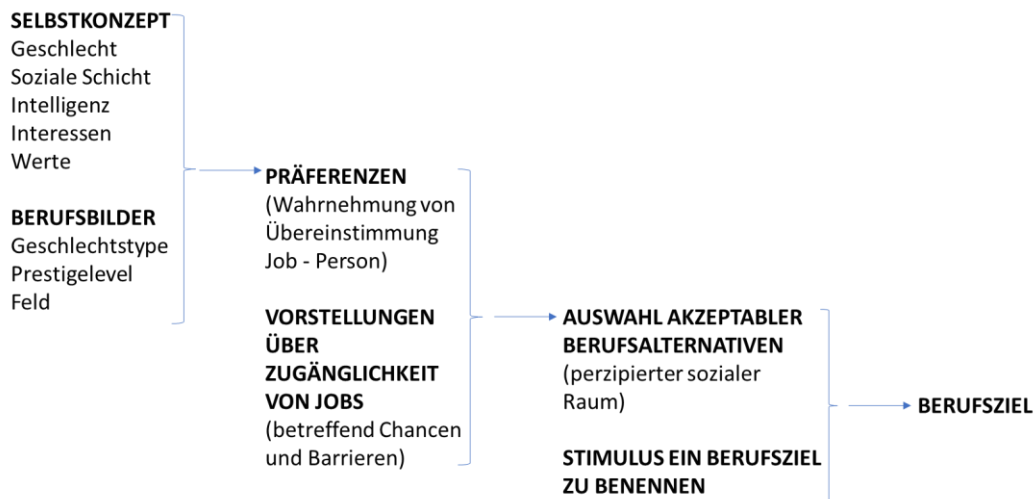 SELBSTKONZEPT
Geschlecht
Soziale Schicht
Intelligenz
Interessen
Werte
BERUFSBILDER
Geschlechtstype
Prestigelevel
Feld
PRÄFERENZEN
(Wahrnehmung von
Übereinstimmung
Job - Person)
VORSTELLUNGEN
ÜBER
ZUGÄNGLICHKEIT
VON JOBS
(betreffend Chancen
und Barrieren)
AUSWAHL AKZEPTABLER
BERUFSALTERNATIVEN
(perzipierter sozialer
Raum)
STIMULUS EIN BERUFSZIEL
ZU BENENNEN
BERUFSZIEL